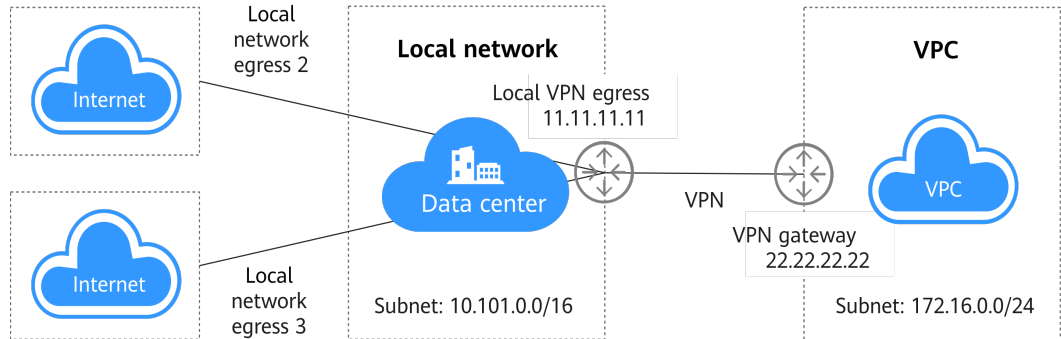 Internet
Local
network
egress 2
Local network
Local VPN egress
11.11.11.11
Data center
Subnet: 10.101.0.0/16
VPN
VPC
VPC
VPN gateway
22.22.22.22
Subnet: 172.16.0.0/24
Internet
Local
network
egress 3